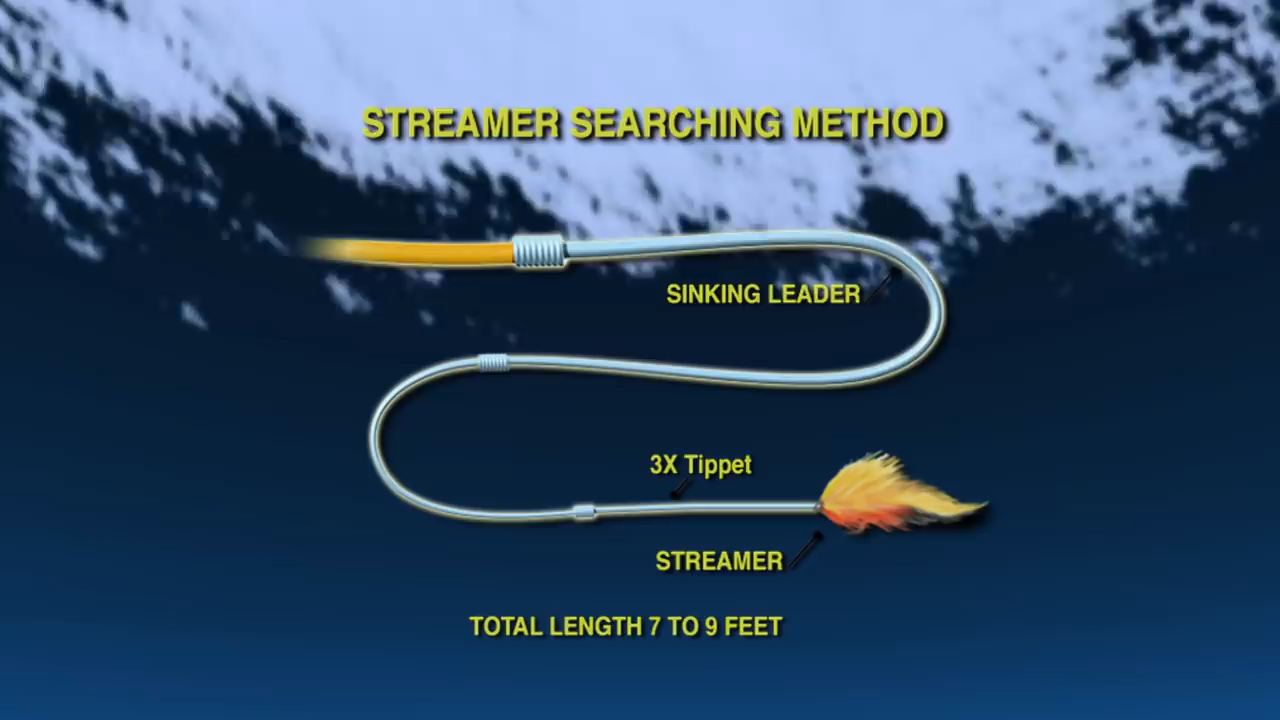 STREAMER SEARCHING METHOD
SINKING LEADER
3X Tippet
STREAMER
TOTAL LENGTH 7 TO 9 FEET